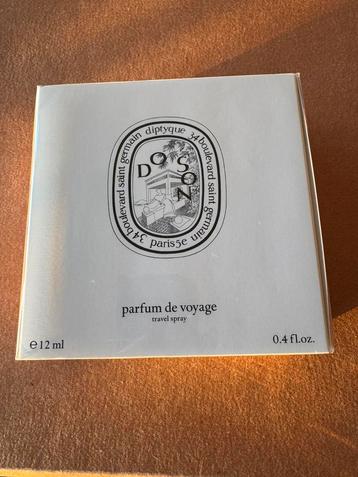 34 boulevard saint germain diptyque 34 boulevard saint germain
paris 5e
DO SON
parfum de voyage
travel spray
e 12 ml
0.4 fl.oz.